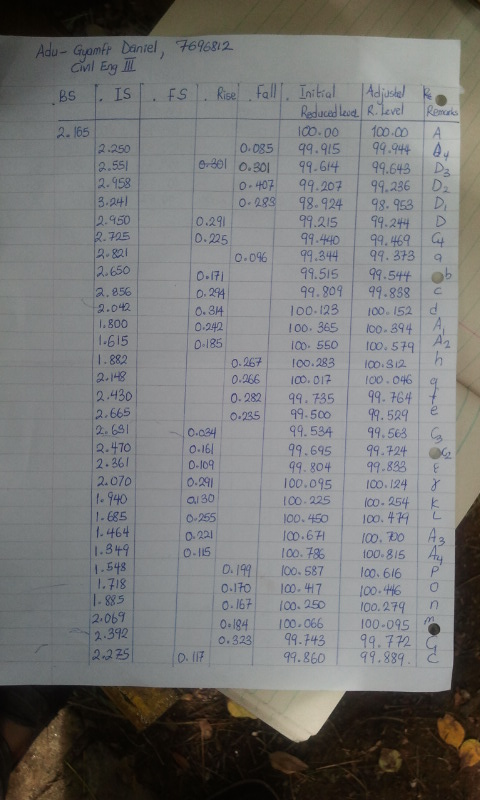 Adu-Gyamfi Daniel, 7696812
Civil Eng III
BS . IS . FS . Rise . Fall . Initial Reduced Level Adjusted R. Level Remarks
2.165 100.00 100.00 A
2.250 0.085 99.915 99.944 D4
2.551 0.301 0.301 99.614 99.643 D3
2.958 0.407 99.207 99.236 D2
3.241 0.283 98.924 98.953 D1
2.950 0.291 99.215 99.244 D
2.725 0.225 99.440 99.469 C4
2.821 0.096 99.344 99.373 a
2.650 0.171 99.515 99.544 b
2.856 0.294 99.809 99.838 c
2.042 0.314 100.123 100.152 d
1.800 0.242 100.365 100.394 A1
1.615 0.185 100.550 100.579 A2
1.882 0.267 100.283 100.312 h
2.148 0.266 100.017 100.046 g
2.430 0.282 99.735 99.764 f
2.665 0.235 99.500 99.529 e
2.631 0.034 99.534 99.563 C3
2.470 0.161 99.695 99.724 C2
2.361 0.109 99.804 99.833
2.070 0.291 100.095 100.124
1.940 0.130 100.225 100.254 K
1.685 0.255 100.450 100.479 L
1.464 0.221 100.671 100.700 A3
1.349 0.115 100.786 100.815 A4
1.548 0.199 100.587 100.616 P
1.718 0.170 100.417 100.446 O
1.885 0.167 100.250 100.279 n
2.069 0.184 100.066 100.095 m
2.392 0.323 99.743 99.772 C1
2.275 0.117 99.860 99.889. C